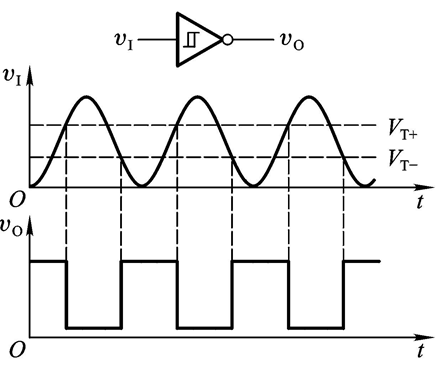 v_I v_O
v_I
V_T+
V_T−
O t
v_O
O t